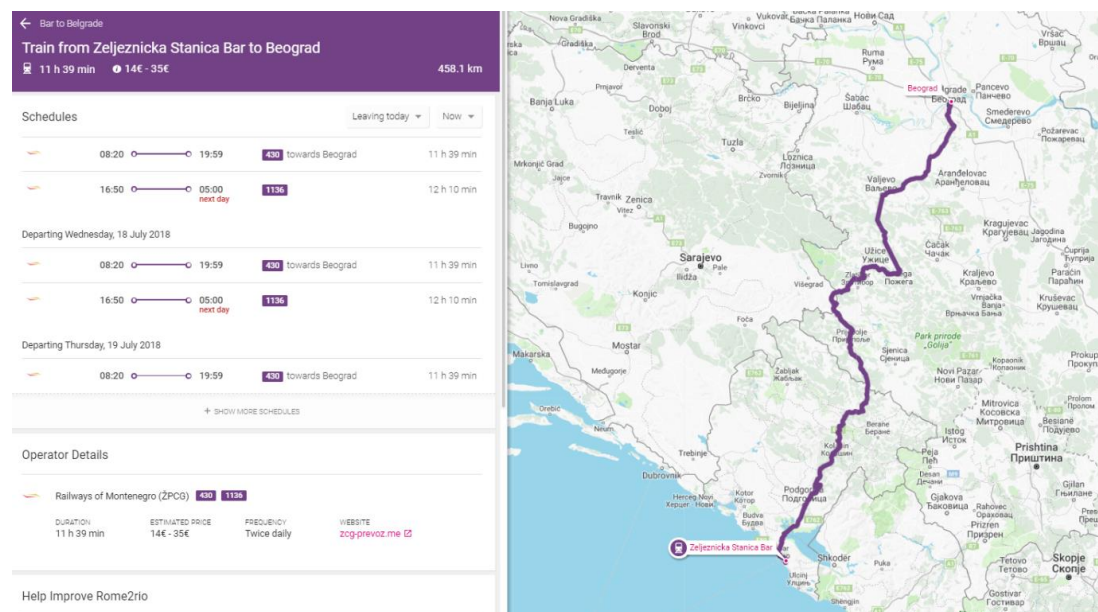 Bar to Belgrade
Train from Zeljeznicka Stanica Bar to Beograd
11 h 39 min 14€ - 35€ 458.1 km
Schedules Leaving today Now
08:20 19:59 430 towards Beograd 11 h 39 min
16:50 05:00 1136 12 h 10 min
next day
Departing Wednesday, 18 July 2018
08:20 19:59 430 towards Beograd 11 h 39 min
16:50 05:00 1136 12 h 10 min
next day
Departing Thursday, 19 July 2018
08:20 19:59 430 towards Beograd 11 h 39 min
+ SHOW MORE SCHEDULES
Operator Details
Railways of Montenegro (ŽPCG) 430 1136
DURATION ESTIMATED PRICE FREQUENCY WEBSITE
11 h 39 min 14€ - 35€ Twice daily zcg-prevoz.me
Help Improve Rome2rio
Nova Gradiška
Slavonski
Brod
Vinkovci
Vukovar
Бачка Паланка
Нови Сад
Vršac
Вршац
Gradiška
Derventa
Ruma
Рума
Prnjavor
Banja Luka
Doboj
Brčko
Bijeljina
Šabac
Шабац
Beograd
Београд
Pancevo
Панчево
Smederevo
Смедерево
Požarevac
Пожаревац
Teslić
Tuzla
Loznica
Лозница
Mrkonjić Grad
Jajce
Zvornik
Valjevo
Ваљево
Aranđelovac
Аранђеловац
Travnik
Zenica
Vitez
Bugojno
Kragujevac
Крагујевац
Jagodina
Јагодина
Užice
Ужице
Čačak
Чачак
Ćuprija
Ћуприја
Sarajevo
Pale
Ilidža
Livno
Tomislavgrad
Višegrad
Пожега
Kraljevo
Краљево
Paraćin
Параћин
Konjic
Vrnjačka
Banja
Врњачка Бања
Kruševac
Крушевац
Foča
Mostar
Makarska
Međugorje
Park prirode
„Golija"
Sjenica
Сјеница
Žabljak
Жабљак
Novi Pazar
Нови Пазар
Kopaonik
Копаоник
Prokup
Mitrovica
Косовска
Митровица
Prolom
Пролом
Besianë
Подујево
Orebić
Neum
Berane
Беране
Istog
Исток
Prishtina
Приштина
Trebinje
Peja
Пећ
Dubrovnik
Desan
Дечани
Herceg-Novi
Херцег - Нови
Kotor
Котор
Gjakova
Ђаковица
Rahovec
Ораховац
Gjilan
Гњилане
Budva
Будва
Prizren
Призрен
Zeljeznicka Stanica Bar
Shkodër
Puka
Tetovo
Тетово
Skopje
Скопје
Ulcinj
Улцињ
Shëngjin
Gostivar
Гостивар